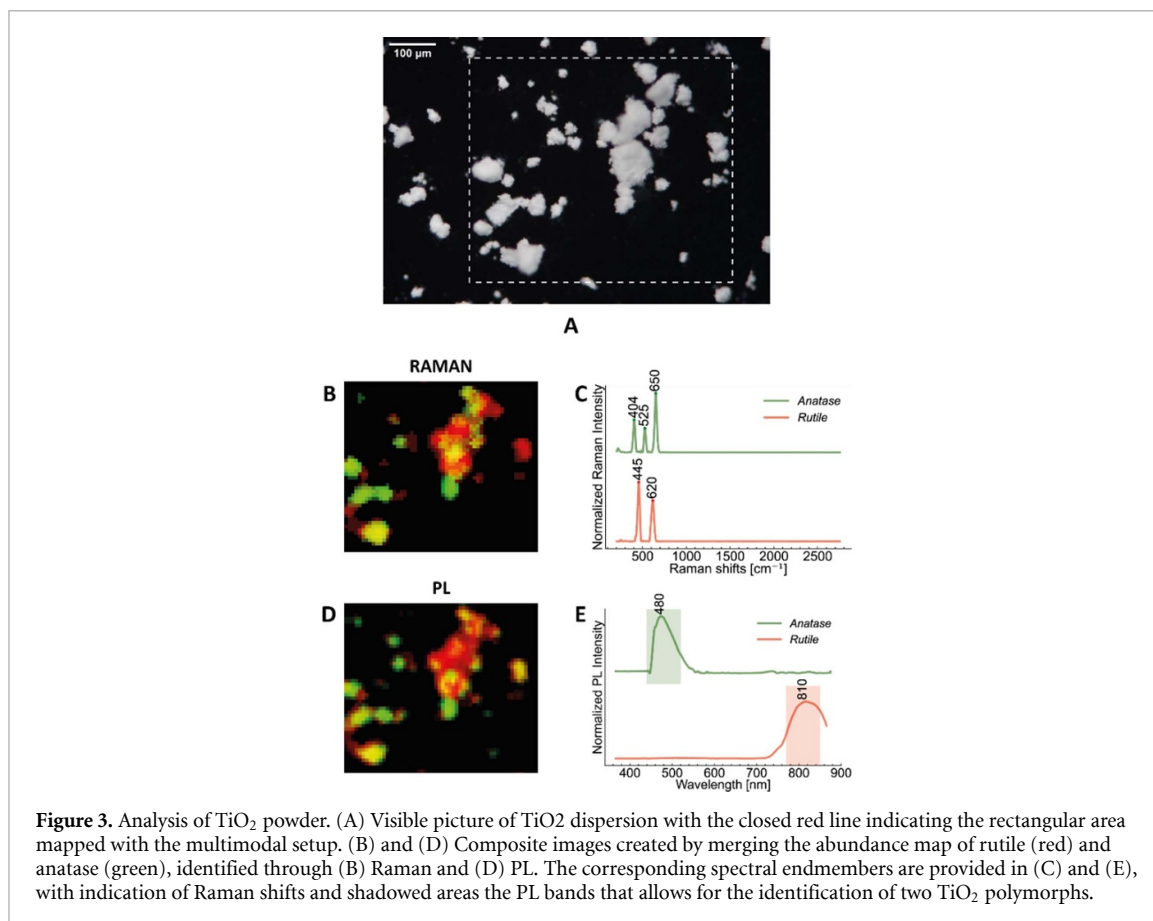 100 µm
A
RAMAN
B
C
Normalized Raman Intensity
404
525
650
Anatase
Rutile
445
620
500 1000 1500 2000 2500
Raman shifts [cm⁻¹]
PL
D
E
Normalized PL Intensity
480
Anatase
Rutile
810
400 500 600 700 800 900
Wavelength [nm]
Figure 3. Analysis of TiO₂ powder. (A) Visible picture of TiO2 dispersion with the closed red line indicating the rectangular area
mapped with the multimodal setup. (B) and (D) Composite images created by merging the abundance map of rutile (red) and
anatase (green), identified through (B) Raman and (D) PL. The corresponding spectral endmembers are provided in (C) and (E),
with indication of Raman shifts and shadowed areas the PL bands that allows for the identification of two TiO₂ polymorphs.